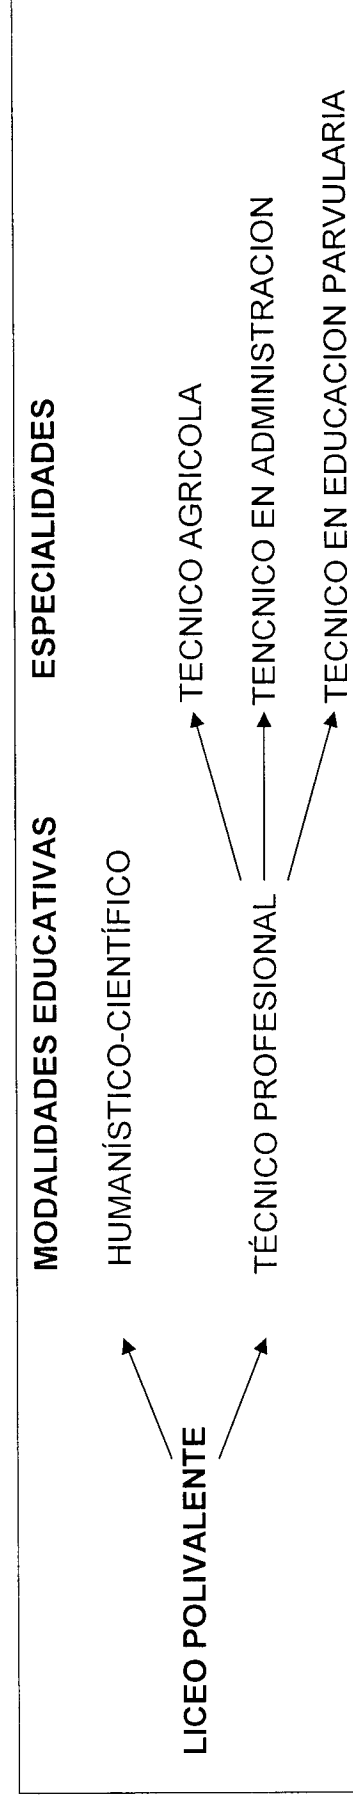 MODALIDADES EDUCATIVAS
ESPECIALIDADES
HUMANÍSTICO-CIENTÍFICO
LICEO POLIVALENTE
TECNICO AGRICOLA
TÉCNICO PROFESIONAL
TENCNICO EN ADMINISTRACION
TECNICO EN EDUCACION PARVULARIA